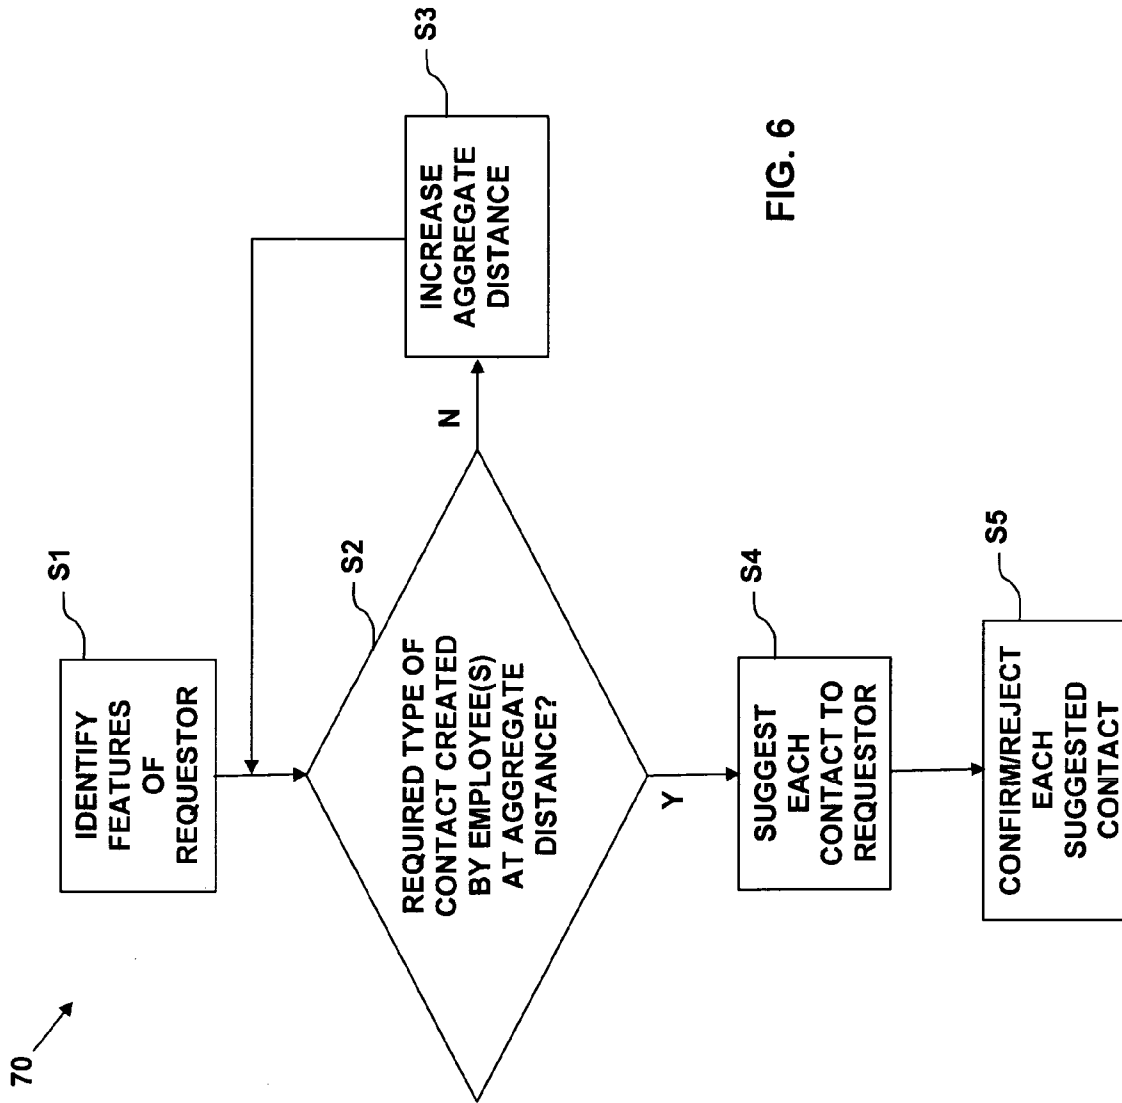 70
S1
IDENTIFY
FEATURES
OF
REQUESTOR
S2
REQUIRED TYPE OF
CONTACT CREATED
BY EMPLOYEE(S)
AT AGGREGATE
DISTANCE?
N
S3
INCREASE
AGGREGATE
DISTANCE
Y
S4
SUGGEST
EACH
CONTACT TO
REQUESTOR
S5
CONFIRM/REJECT
EACH
SUGGESTED
CONTACT
FIG. 6